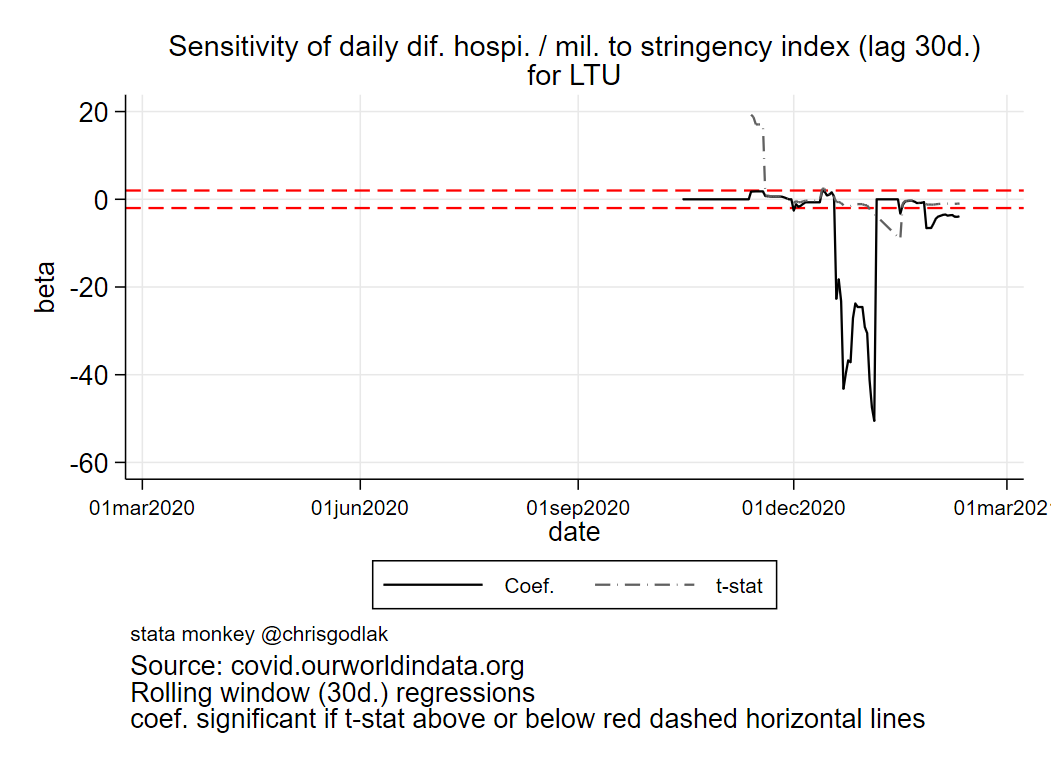 Sensitivity of daily dif. hospi. / mil. to stringency index (lag 30d.)
for LTU
20
0
-20
-40
-60
beta
01mar2020
01jun2020
01sep2020
01dec2020
01mar202
date
Coef.
t-stat
stata monkey @chrisgodlak
Source: covid.ourworldindata.org
Rolling window (30d.) regressions
coef. significant if t-stat above or below red dashed horizontal lines